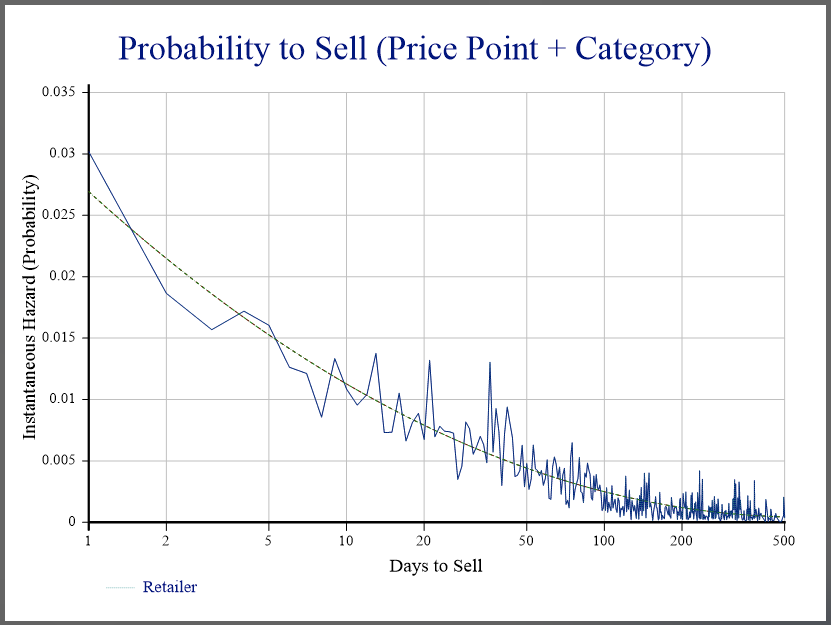 Probability to Sell (Price Point + Category)
Instantaneous Hazard (Probability)
0.035
0.03
0.025
0.02
0.015
0.01
0.005
0
1 2 5 10 20 50 100 200 500
Days to Sell
Retailer